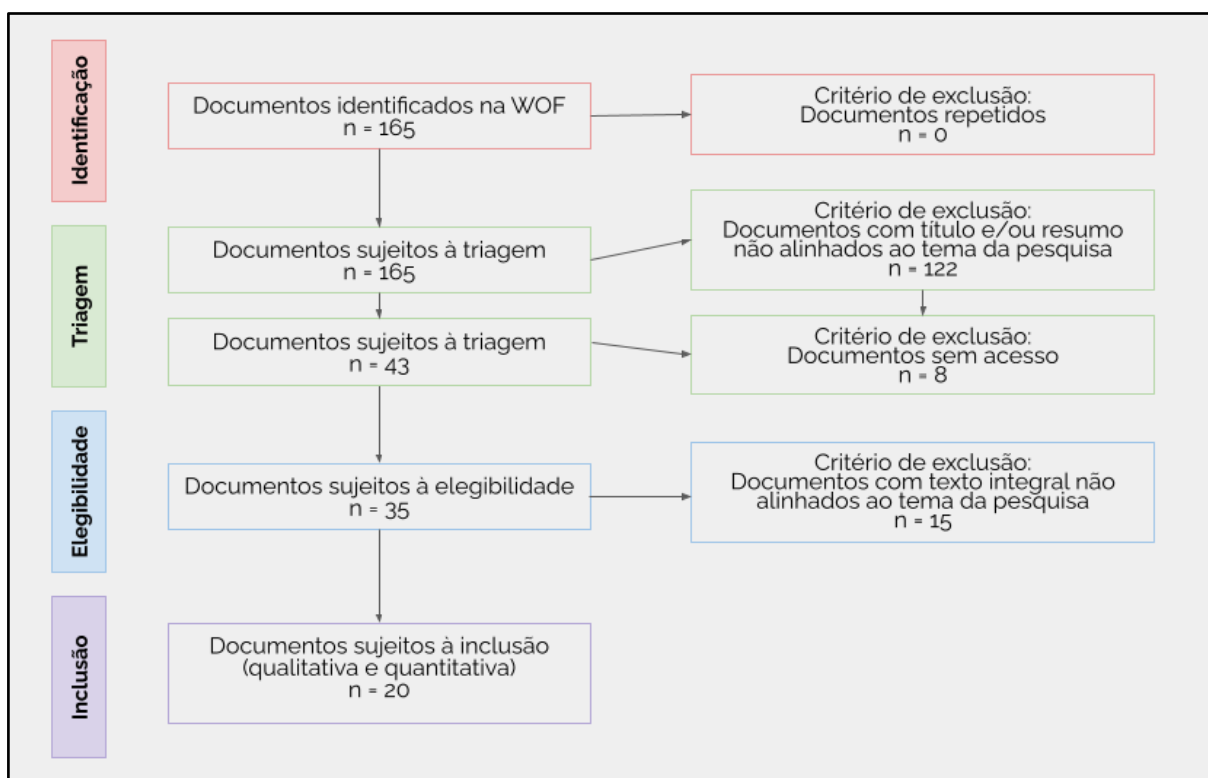 Identificação
Documentos identificados na WOF
n = 165
Critério de exclusão:
Documentos repetidos
n = 0
Triagem
Documentos sujeitos à triagem
n = 165
Critério de exclusão:
Documentos com título e/ou resumo
não alinhados ao tema da pesquisa
n = 122
Documentos sujeitos à triagem
n = 43
Critério de exclusão:
Documentos sem acesso
n = 8
Elegibilidade
Documentos sujeitos à elegibilidade
n = 35
Critério de exclusão:
Documentos com texto integral não
alinhados ao tema da pesquisa
n = 15
Inclusão
Documentos sujeitos à inclusão
(qualitativa e quantitativa)
n = 20